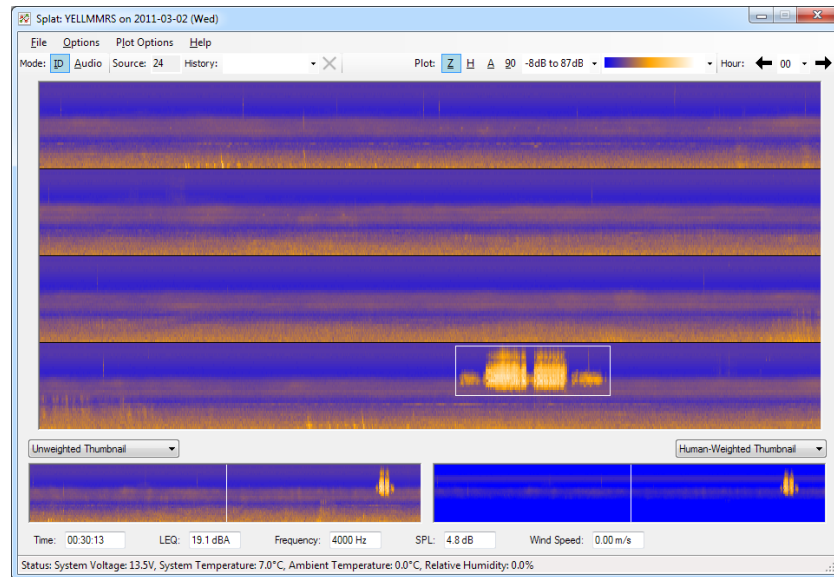 Splat: YELLMMRS on 2011-03-02 (Wed)
File Options Plot Options Help
Mode: ID Audio Source: 24 History: Plot: Z H A 90 -8dB to 87dB Hour: 00
Unweighted Thumbnail Human-Weighted Thumbnail
Time: 00:30:13 LEQ: 19.1 dBA Frequency: 4000 Hz SPL: 4.8 dB Wind Speed: 0.00 m/s
Status: System Voltage: 13.5V, System Temperature: 7.0°C, Ambient Temperature: 0.0°C, Relative Humidity: 0.0%